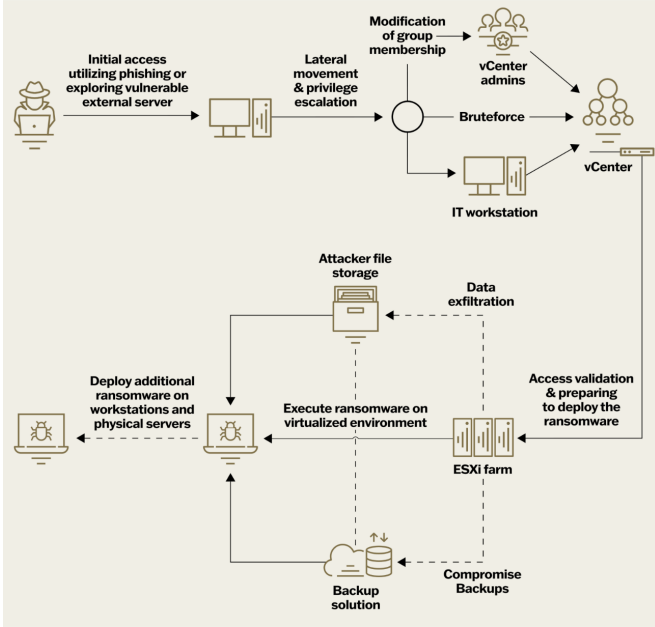 Initial access
utilizing phishing or
exploring vulnerable
external server
Lateral
movement
& privilege
escalation
Modification
of group
membership
vCenter
admins
Bruteforce
IT workstation
vCenter
Attacker file
storage
Data
exfiltration
Access validation
& preparing
to deploy the
ransomware
Deploy additional
ransomware on
workstations and
physical servers
Execute ransomware on
virtualized environment
ESXi farm
Backup
solution
Compromise
Backups